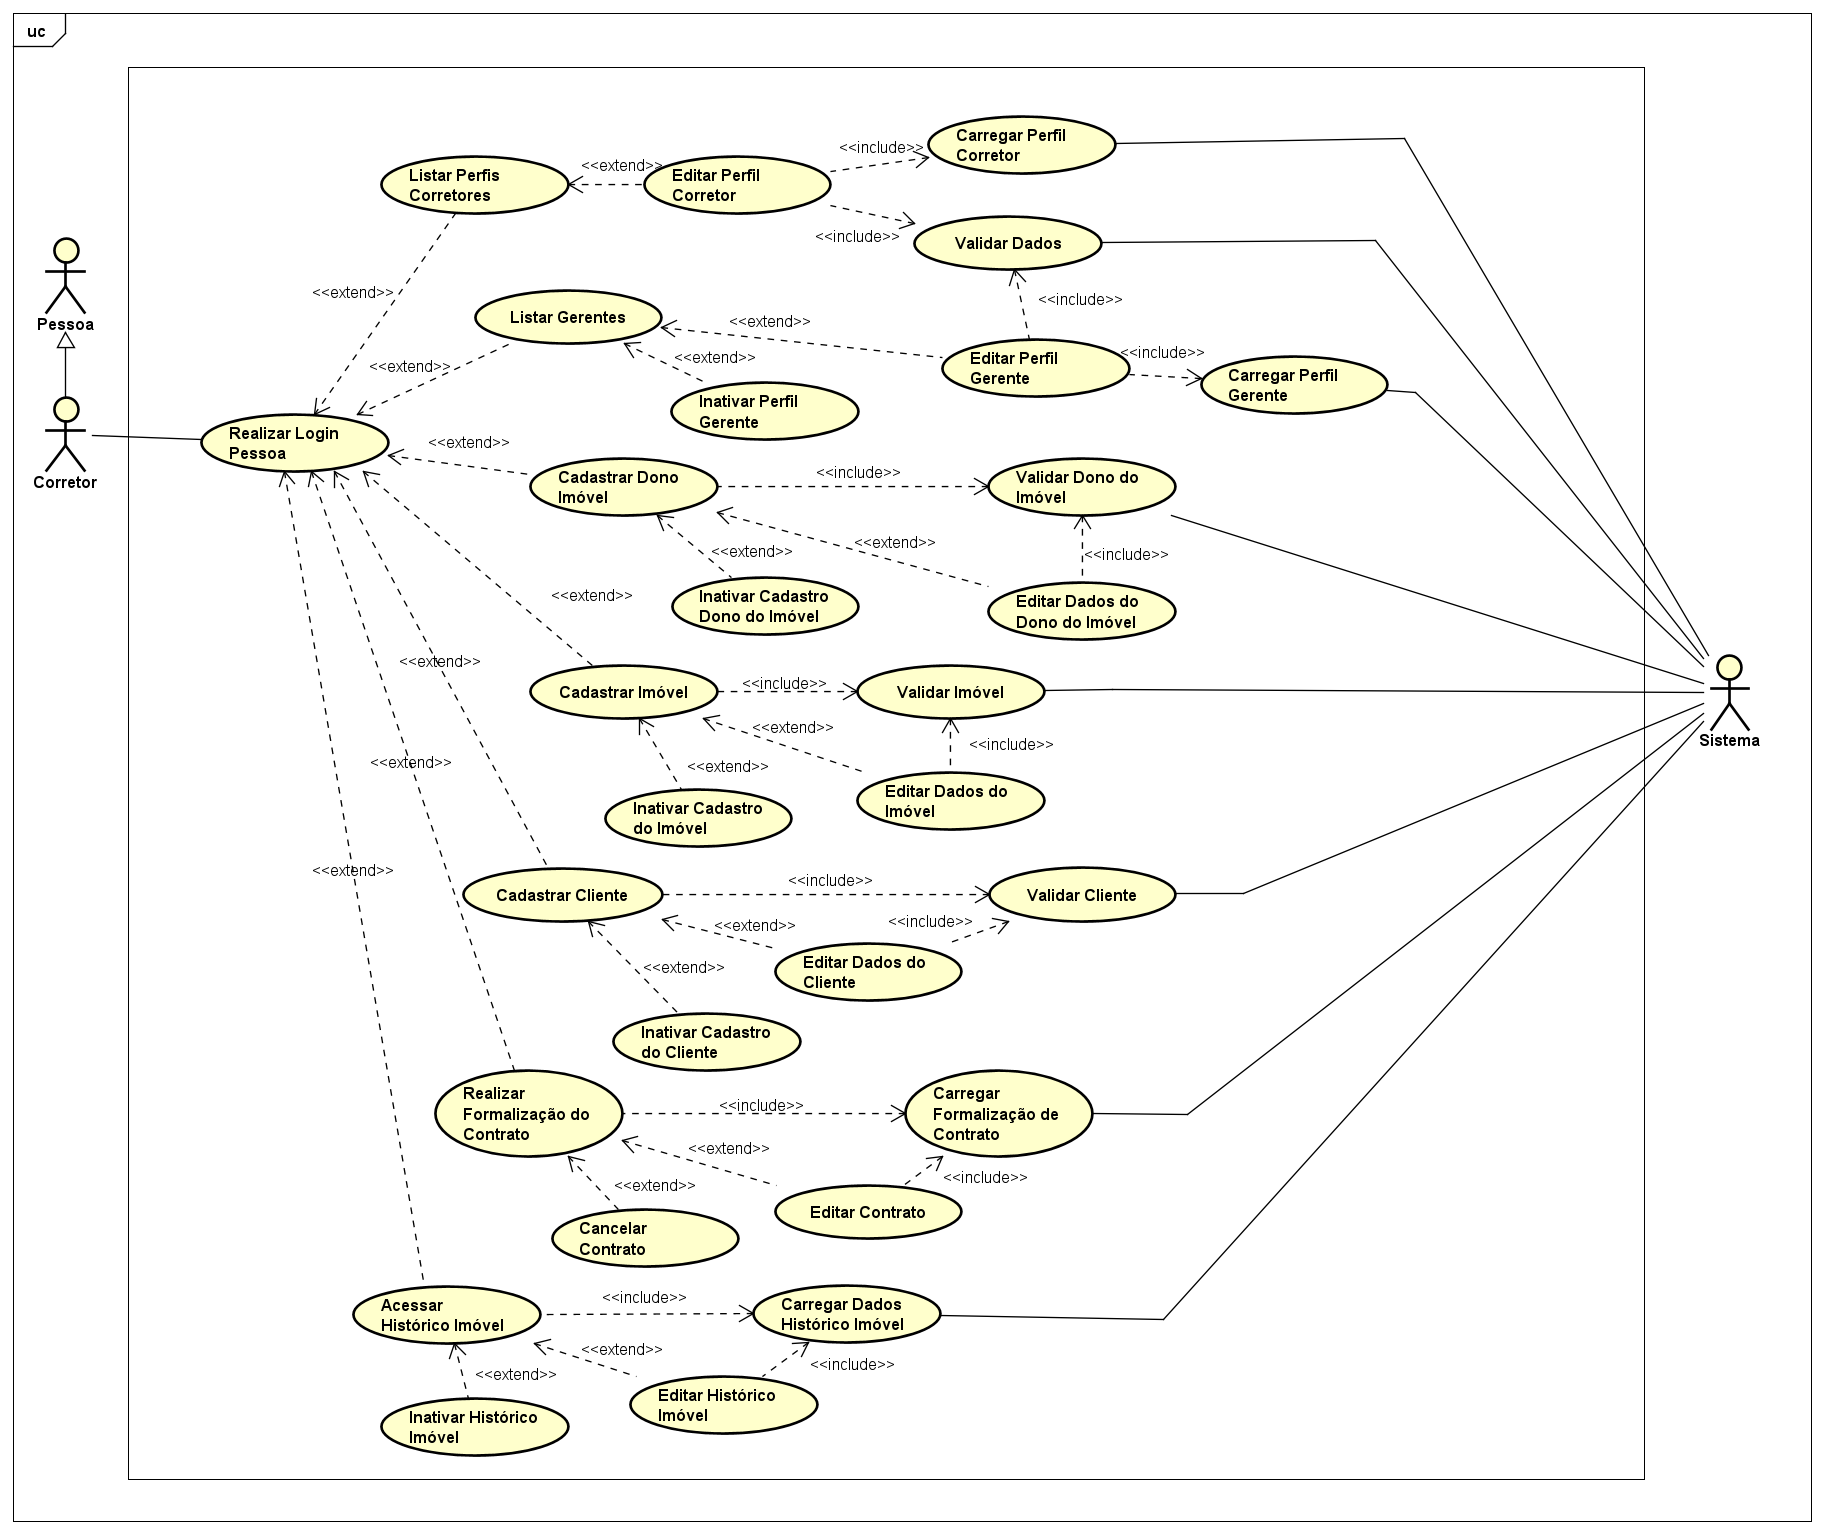 uc
Carregar Perfil
Corretor
<<include>>
Listar Perfis
Corretores
<<extend>>
Editar Perfil
Corretor
<<include>>
Validar Dados
Pessoa
<<extend>>
Listar Gerentes
<<extend>>
<<include>>
<<extend>>
<<extend>>
Editar Perfil
Gerente
<<include>>
Carregar Perfil
Gerente
Inativar Perfil
Gerente
Corretor
Realizar Login
Pessoa
<<extend>>
Cadastrar Dono
Imóvel
<<include>>
Validar Dono do
Imóvel
<<extend>>
<<extend>>
<<include>>
Inativar Cadastro
Dono do Imóvel
Editar Dados do
Dono do Imóvel
<<extend>>
<<extend>>
Cadastrar Imóvel
<<include>>
Validar Imóvel
Sistema
<<extend>>
<<include>>
<<extend>>
<<extend>>
Inativar Cadastro
do Imóvel
Editar Dados do
Imóvel
<<extend>>
Cadastrar Cliente
<<include>>
Validar Cliente
<<extend>>
<<include>>
<<extend>>
Editar Dados do
Cliente
Inativar Cadastro
do Cliente
Realizar
Formalização do
Contrato
<<include>>
Carregar
Formalização de
Contrato
<<extend>>
<<extend>>
<<include>>
Editar Contrato
Cancelar
Contrato
Acessar
Histórico Imóvel
<<include>>
Carregar Dados
Histórico Imóvel
<<extend>>
<<extend>>
<<include>>
Inativar Histórico
Imóvel
Editar Histórico
Imóvel